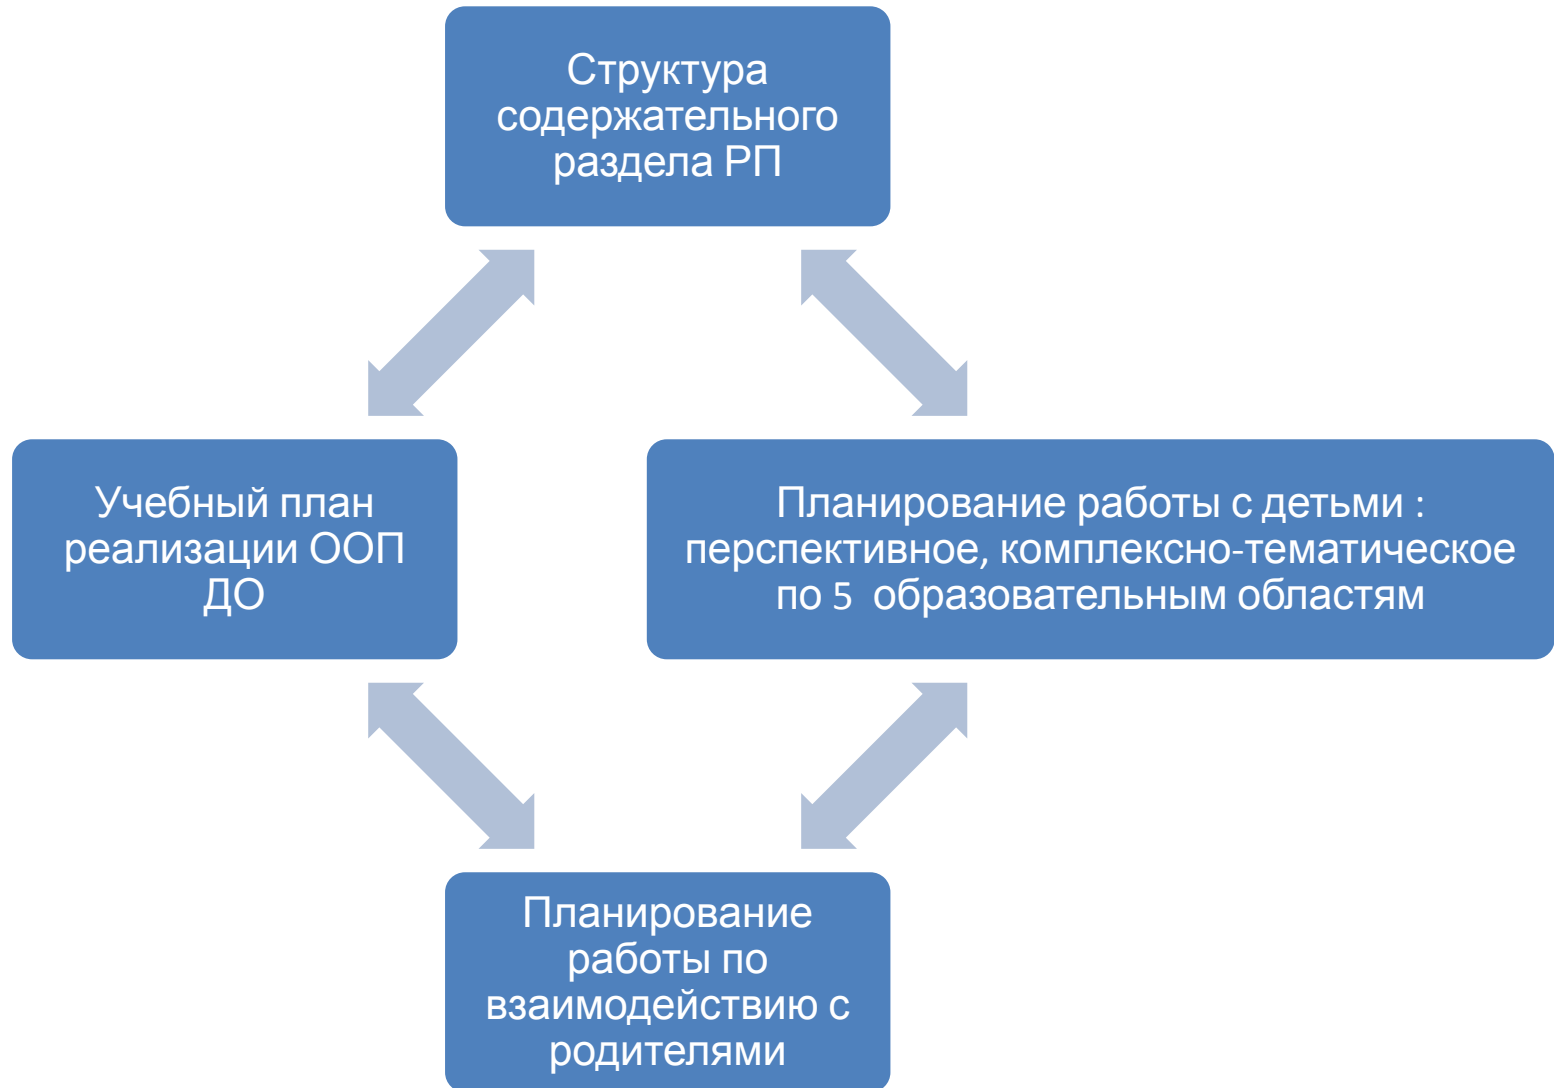 Структура
содержательного
раздела РП
Учебный план
реализации ООП
ДО
Планирование работы с детьми :
перспективное, комплексно-тематическое
по 5  образовательным областям
Планирование
работы по
взаимодействию с
родителями